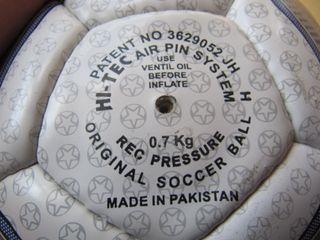 PATENT NO 3629052 JH
HI-TEC AIR PIN SYSTEM H
USE
VENTIL OIL
BEFORE
INFLATE
0.7 Kg
REC PRESSURE
ORIGINAL SOCCER BALL
MADE IN PAKISTAN